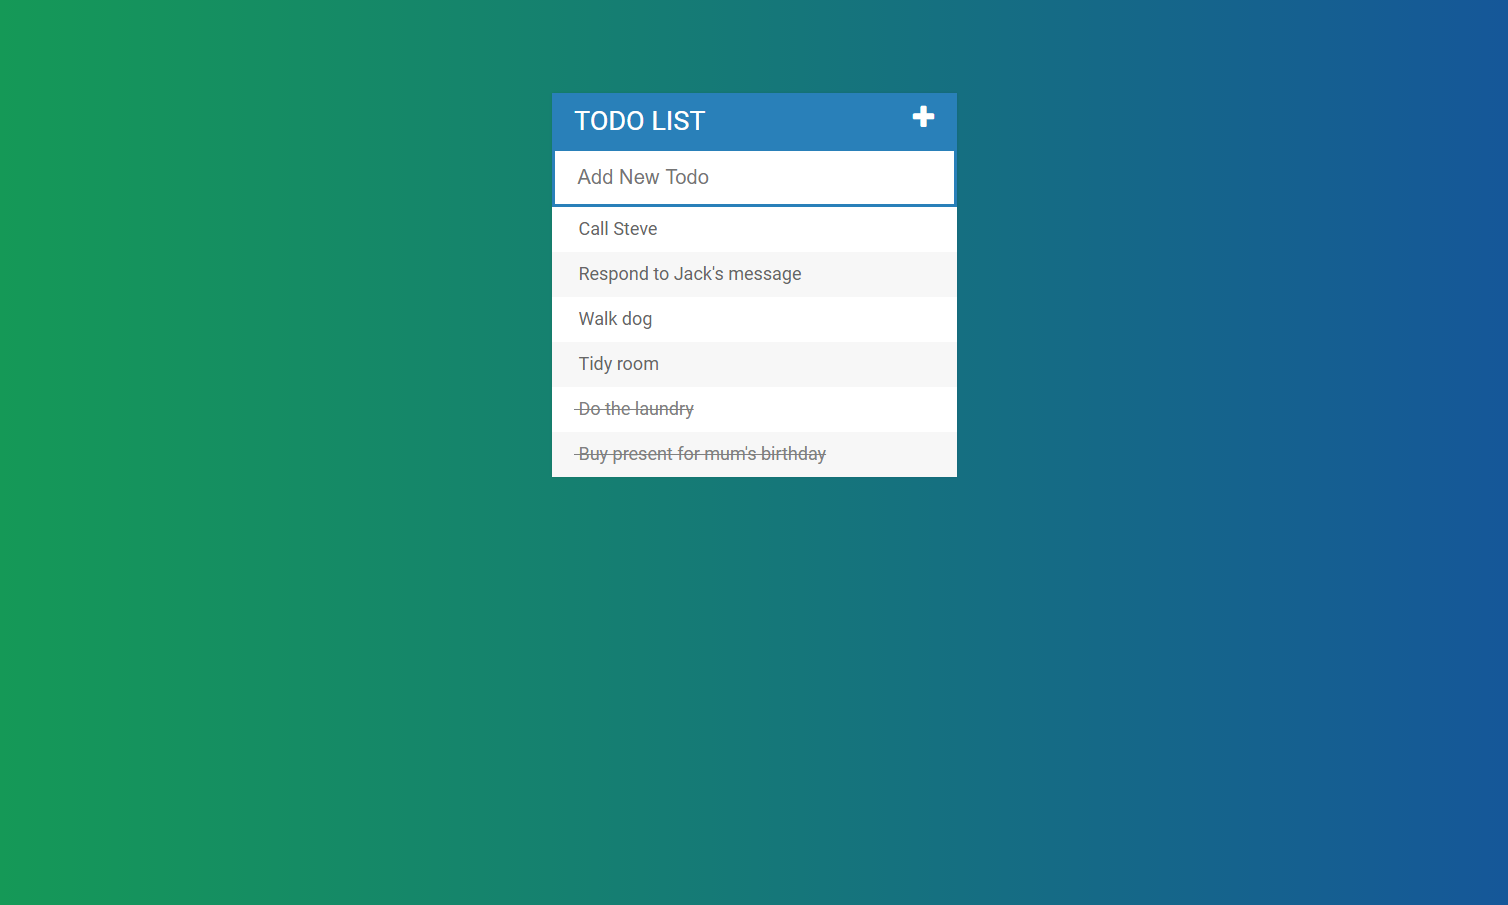 TODO LIST
Add New Todo
Call Steve
Respond to Jack's message
Walk dog
Tidy room
Do the laundry
Buy present for mum's birthday